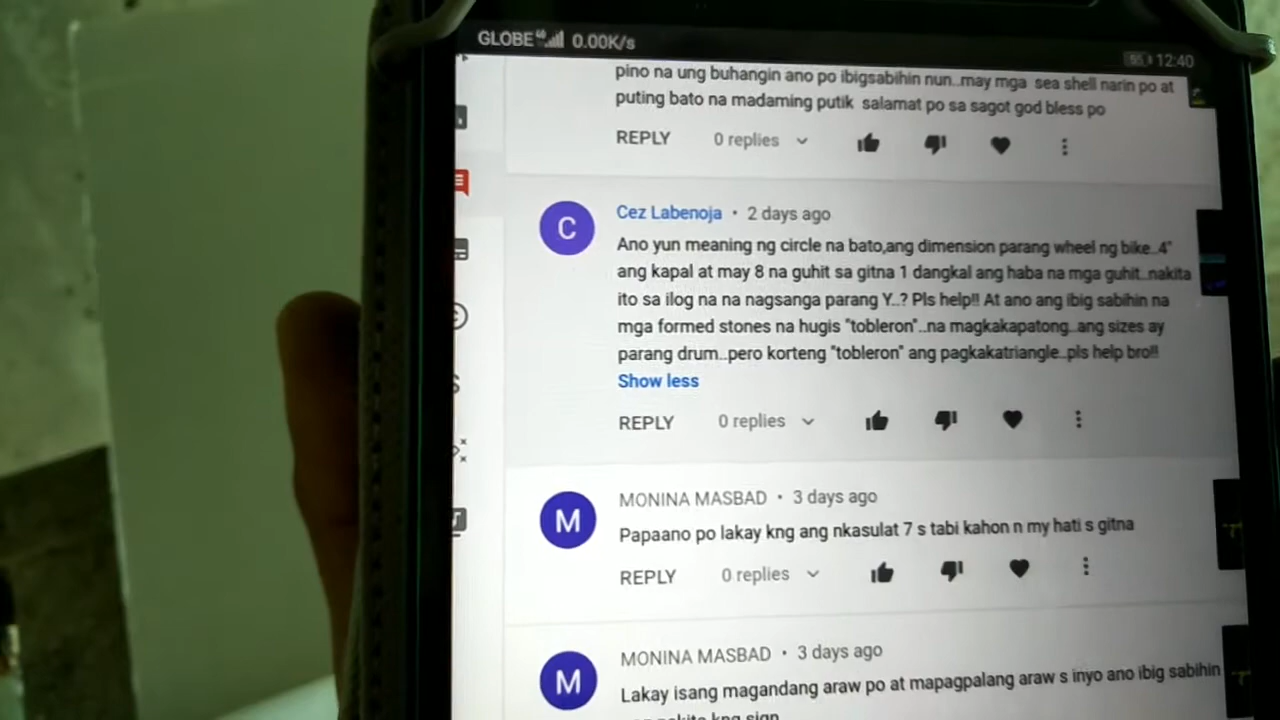 GLOBE 4G 0.00K/s
12:40
pino na ung buhangin ano po ibigsabihin nun..may mga sea shell narin po at
puting bato na madaming putik salamat po sa sagot god bless po
REPLY 0 replies
C
Cez Labenoja • 2 days ago
Ano yun meaning ng circle na bato,ang dimension parang wheel ng bike..4"
ang kapal at may 8 na guhit sa gitna 1 dangkal ang haba na mga guhit..nakita
ito sa ilog na na nagsanga parang Y..? Pls help!! At ano ang ibig sabihin na
mga formed stones na hugis "tobleron"..na magkakapatong..ang sizes ay
parang drum..pero korteng "tobleron" ang pagkakatriangle..pls help bro!!
Show less
REPLY 0 replies
M
MONINA MASBAD • 3 days ago
Papaano po lakay kng ang nkasulat 7 s tabi kahon n my hati s gitna
REPLY 0 replies
M
MONINA MASBAD • 3 days ago
Lakay isang magandang araw po at mapagpalang araw s inyo ano ibig sabihin